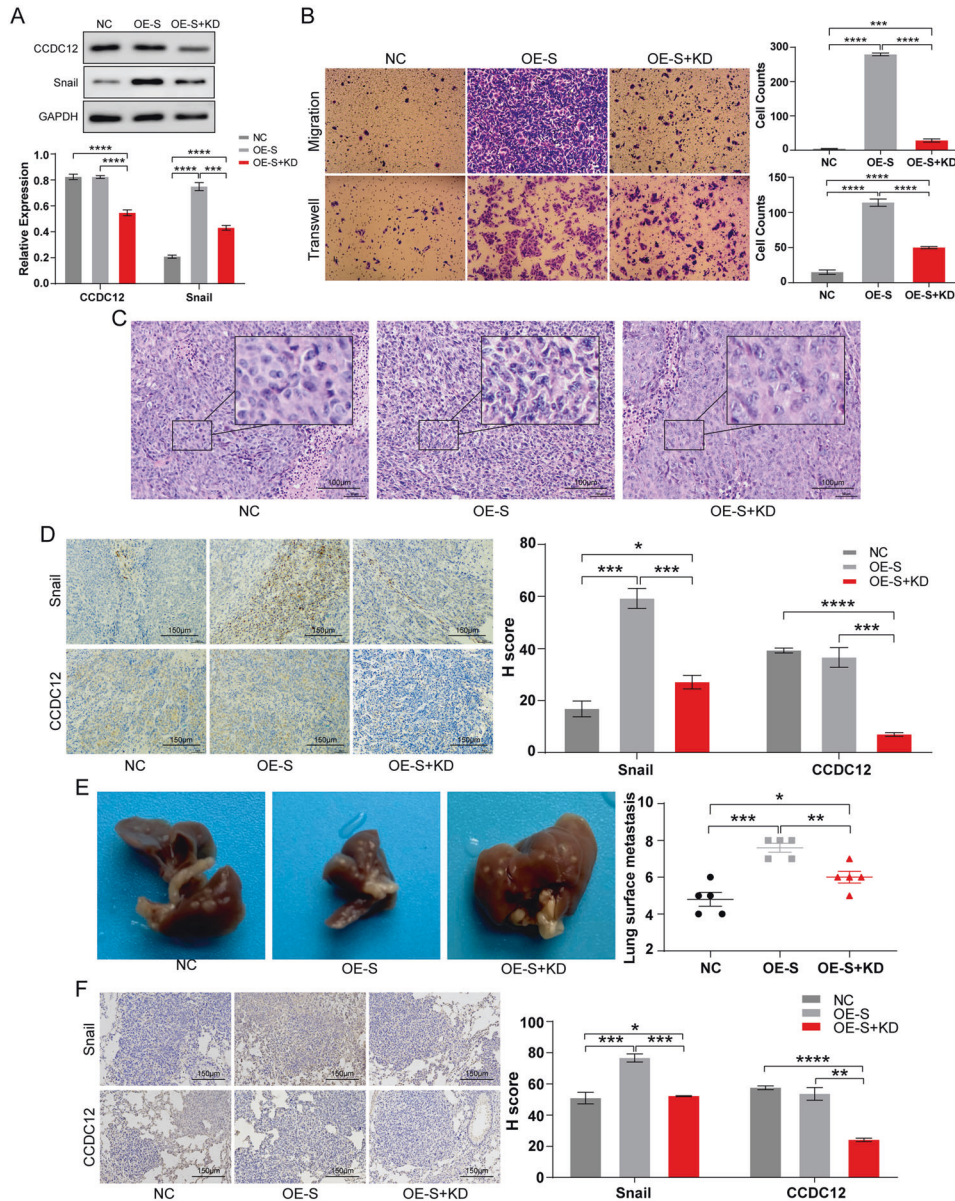 A
NC OE-S OE-S+KD
CCDC12
Snail
GAPDH
NC
OE-S
OE-S+KD
Relative Expression
1.0
0.8
0.6
0.4
0.2
0.0
**** **** **** **** ***
CCDC12 Snail
B
NC OE-S OE-S+KD
Migration
Transwell
Cell Counts
300
200
100
0
***
**** ****
NC OE-S OE-S+KD
Cell Counts
150
100
50
0
****
**** ****
NC OE-S OE-S+KD
C
100μm 100μm 100μm
NC OE-S OE-S+KD
D
Snail
150μm 150μm 150μm
CCDC12
150μm 150μm 150μm
NC OE-S OE-S+KD
H score
80
60
40
20
0
NC
OE-S
OE-S+KD
*
*** ***
****
***
Snail CCDC12
E
NC OE-S OE-S+KD
Lung surface metastasis
10
8
6
4
2
*
*** **
NC OE-S OE-S+KD
F
Snail
150μm 150μm 150μm
CCDC12
150μm 150μm 150μm
NC OE-S OE-S+KD
H score
100
80
60
40
20
0
NC
OE-S
OE-S+KD
*
*** ***
****
**
Snail CCDC12